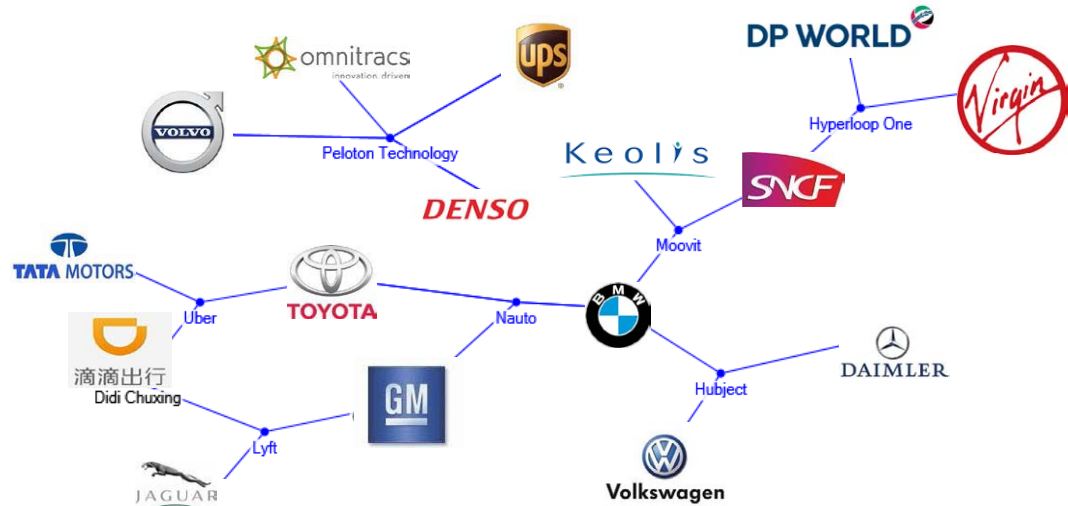 DP WORLD
omnitracs
innovation driven
ups
Virgin
VOLVO
Hyperloop One
Peloton Technology
Keolis
SNCF
DENSO
Moovit
TATA MOTORS
TOYOTA
BMW
Uber
Nauto
滴滴出行
Didi Chuxing
DAIMLER
GM
Hubject
Lyft
JAGUAR
Volkswagen